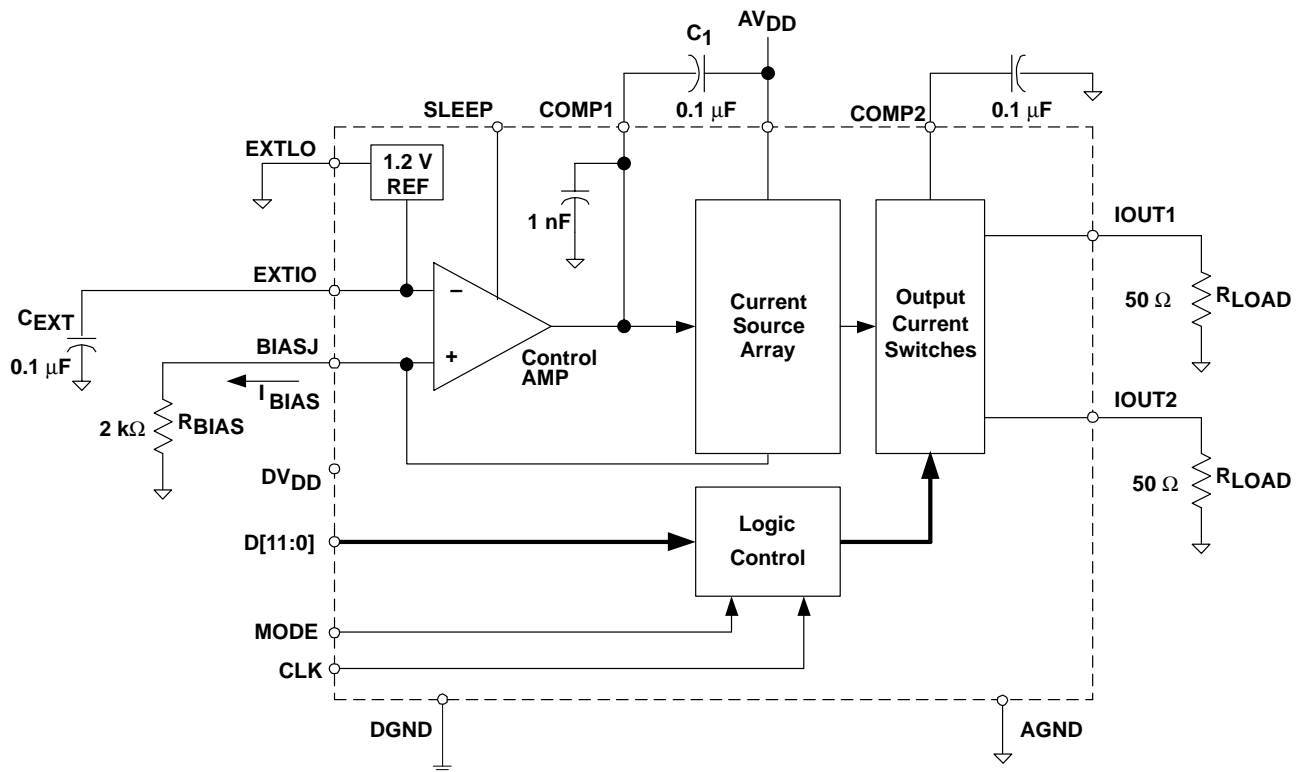 AVDD
C1
0.1 µF
0.1 µF
SLEEP
COMP1
COMP2
EXTLO
1.2 V
REF
1 nF
IOUT1
EXTIO
–
+
Control
AMP
Current
Source
Array
Output
Current
Switches
50 Ω
RLOAD
CEXT
0.1 µF
BIASJ
IBIAS
2 kΩ
RBIAS
IOUT2
50 Ω
RLOAD
DVDD
D[11:0]
Logic
Control
MODE
CLK
DGND
AGND